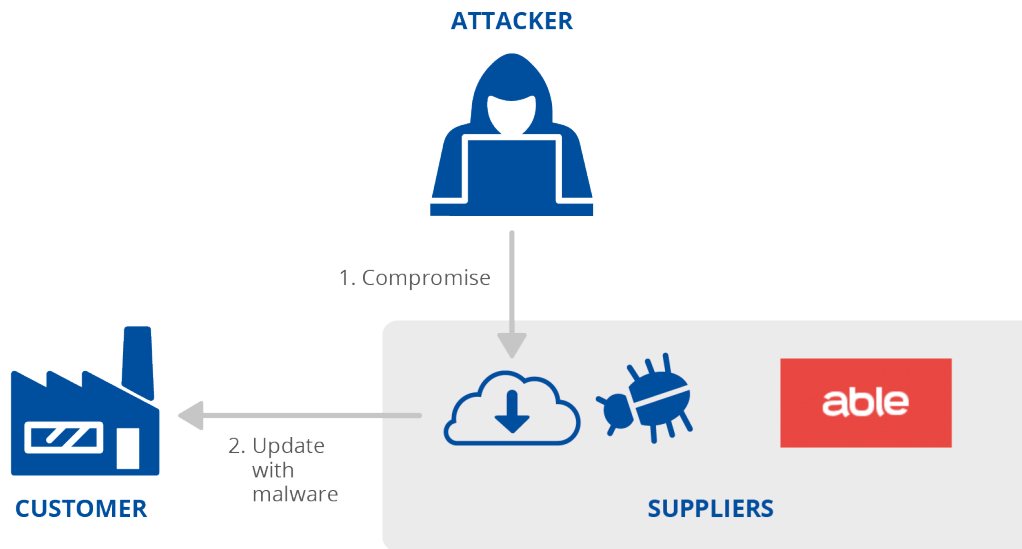 ATTACKER
1. Compromise
able
2. Update
with
malware
CUSTOMER
SUPPLIERS